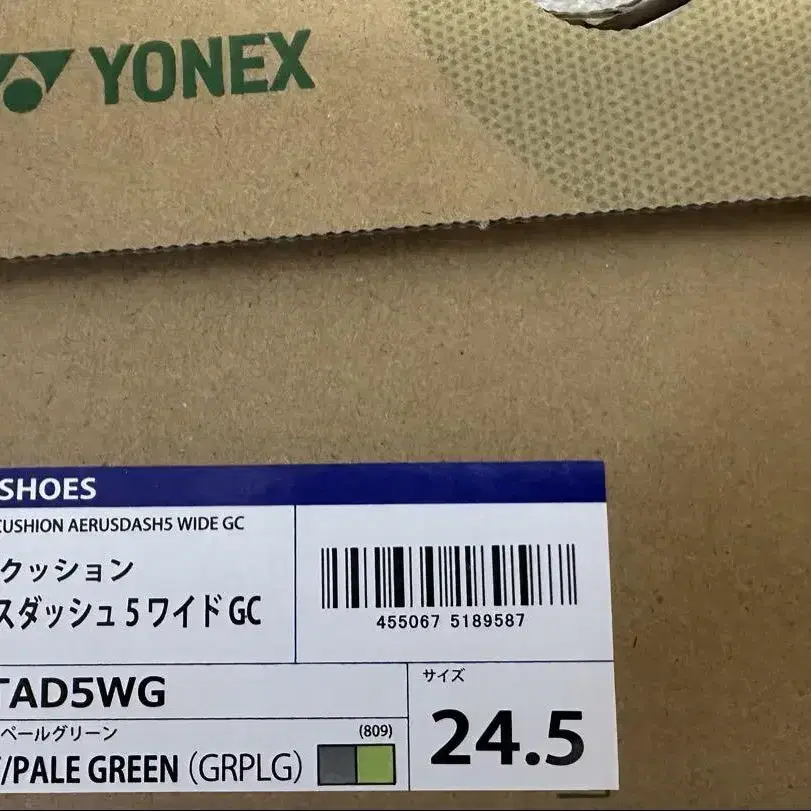 YONEX
SHOES
CUSHION AERUSDASH5 WIDE GC
クッション
スダッシュ5ワイドGC
455067 5189587
TAD5WG
サイズ
24.5
ペールグリーン
(809)
/PALE GREEN (GRPLG)